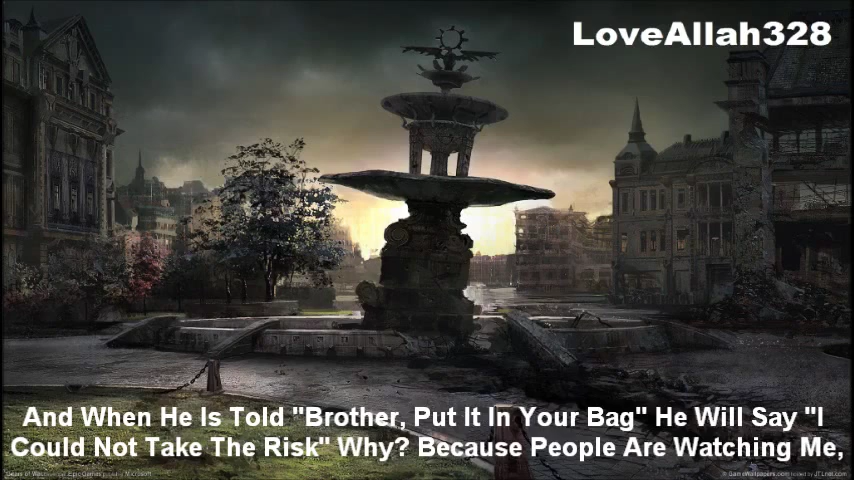 LoveAllah328
And When He Is Told "Brother, Put It In Your Bag" He Will Say "I
Could Not Take The Risk" Why? Because People Are Watching Me,